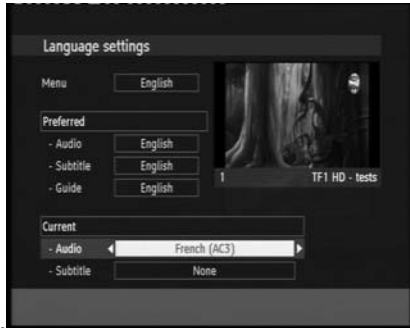 Language settings
Menu English
Preferred
- Audio English
- Subtitle English
- Guide English
1 TF1 HD - tests
Current
- Audio French (AC3)
- Subtitle None